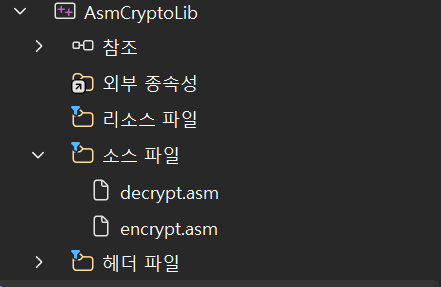 AsmCryptoLib
참조
외부 종속성
리소스 파일
소스 파일
decrypt.asm
encrypt.asm
헤더 파일